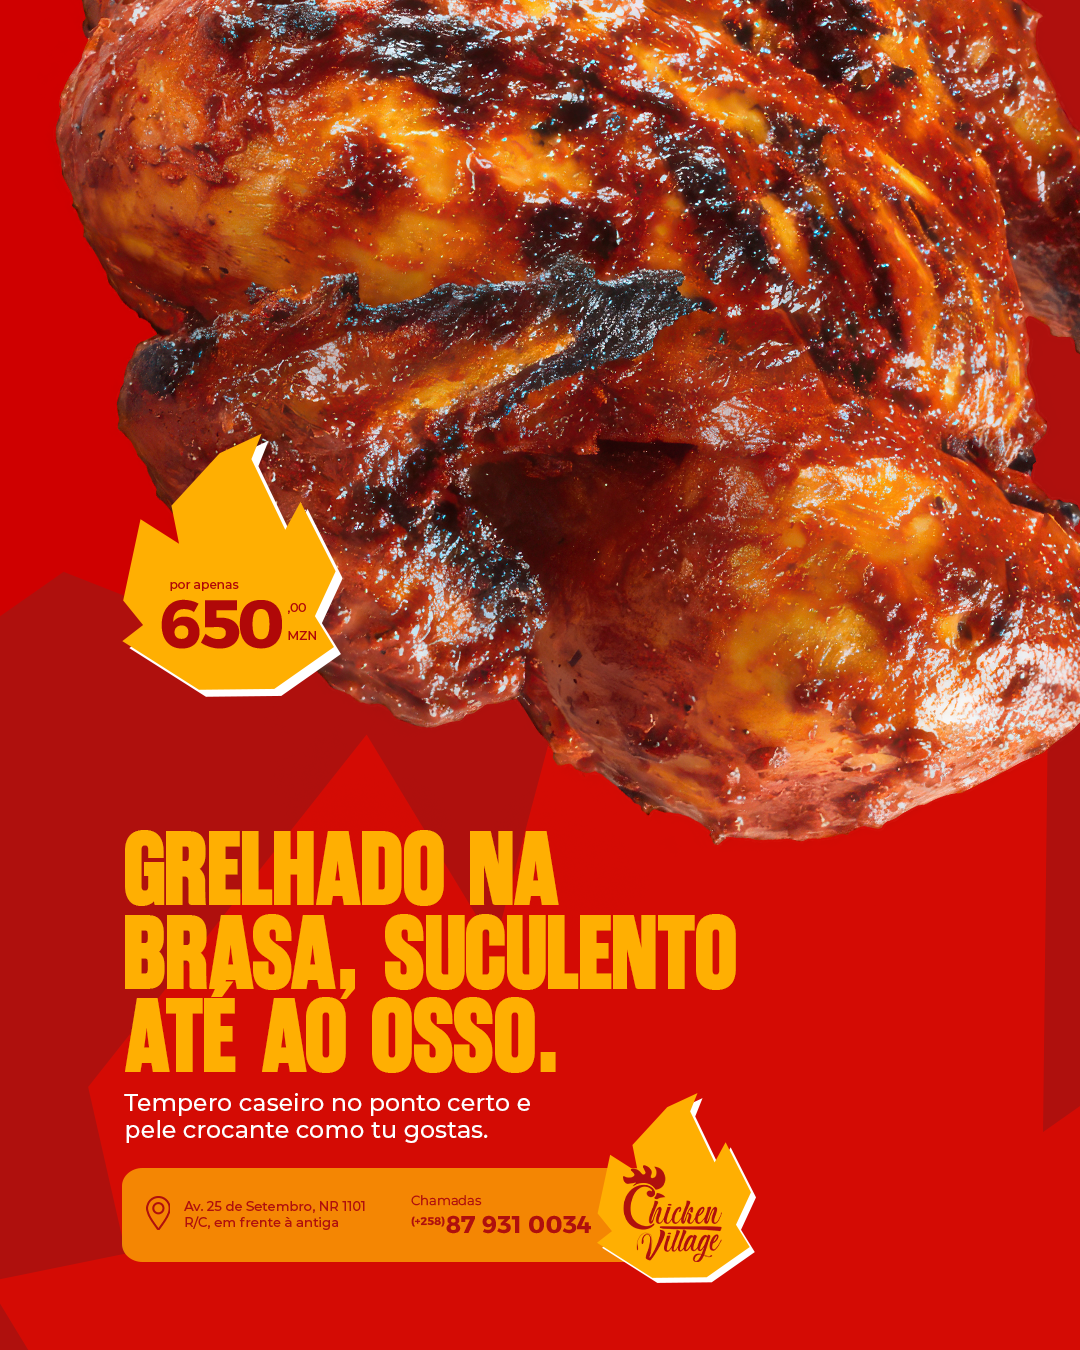 por apenas
650 ,00 MZN
GRELHADO NA
BRASA, SUCULENTO
ATÉ AO OSSO.
Tempero caseiro no ponto certo e
pele crocante como tu gostas.
Av. 25 de Setembro, NR 1101
R/C, em frente à antiga
Chamadas
(+258) 87 931 0034
Chicken
Village